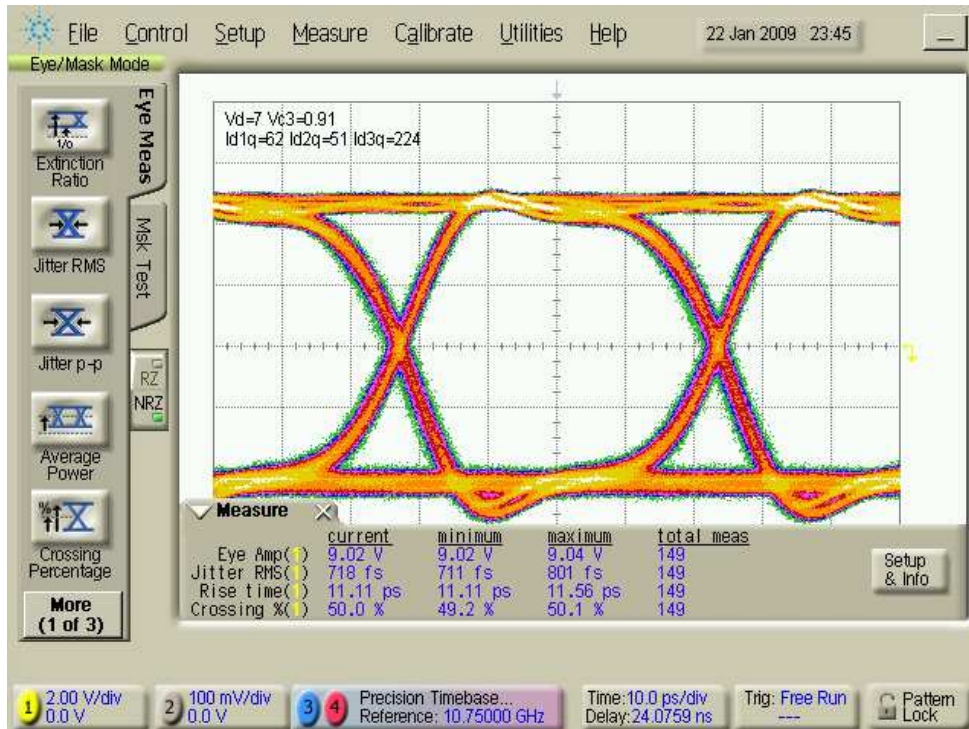 File Control Setup Measure Calibrate Utilities Help 22 Jan 2009 23:45
Eye/Mask Mode
Eye Meas
Msk Test
Extinction
Ratio
Jitter RMS
Jitter p-p
RZ
NRZ
Average
Power
Crossing
Percentage
More
(1 of 3)
Vd=7 Vc3=0.91
Id1q=62 Id2q=51 Id3q=224
Measure
current minimum maximum total meas
Eye Amp(1) 9.02 V 9.02 V 9.04 V 149
Jitter RMS(1) 718 fs 711 fs 801 fs 149
Rise time(1) 11.11 ps 11.11 ps 11.56 ps 149
Crossing %(1) 50.0 % 49.2 % 50.1 % 149
Setup
& Info
1 2.00 V/div
0.0 V
2 100 mV/div
0.0 V
3 4 Precision Timebase...
Reference: 10.75000 GHz
Time:10.0 ps/div
Delay:24.0759 ns
Trig: Free Run
---
Pattern
Lock